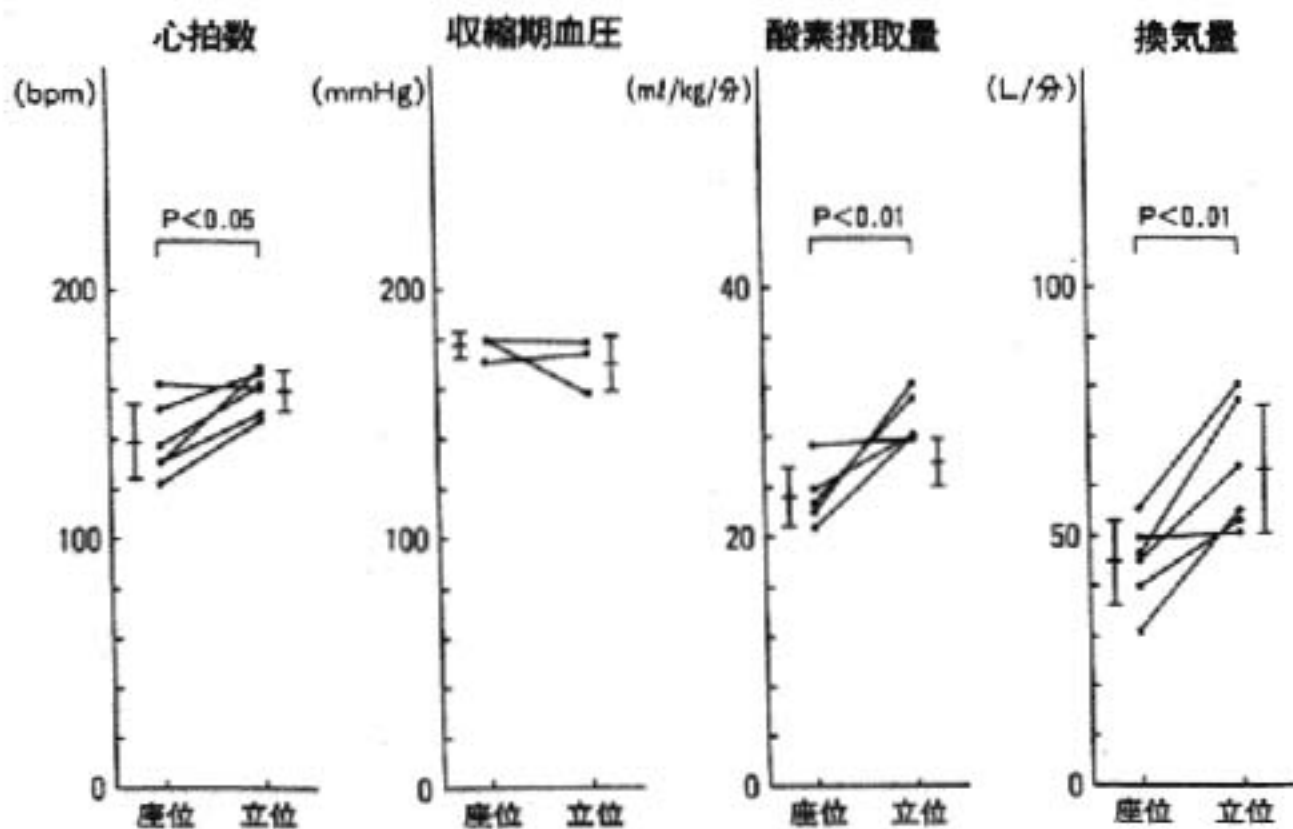 心拍数
(bpm)
P<0.05
200
100
0
座位 立位
収縮期血圧
(mmHg)
200
100
0
座位 立位
酸素摂取量
(ml/kg/分)
P<0.01
40
20
0
座位 立位
換気量
(L/分)
P<0.01
100
50
0
座位 立位